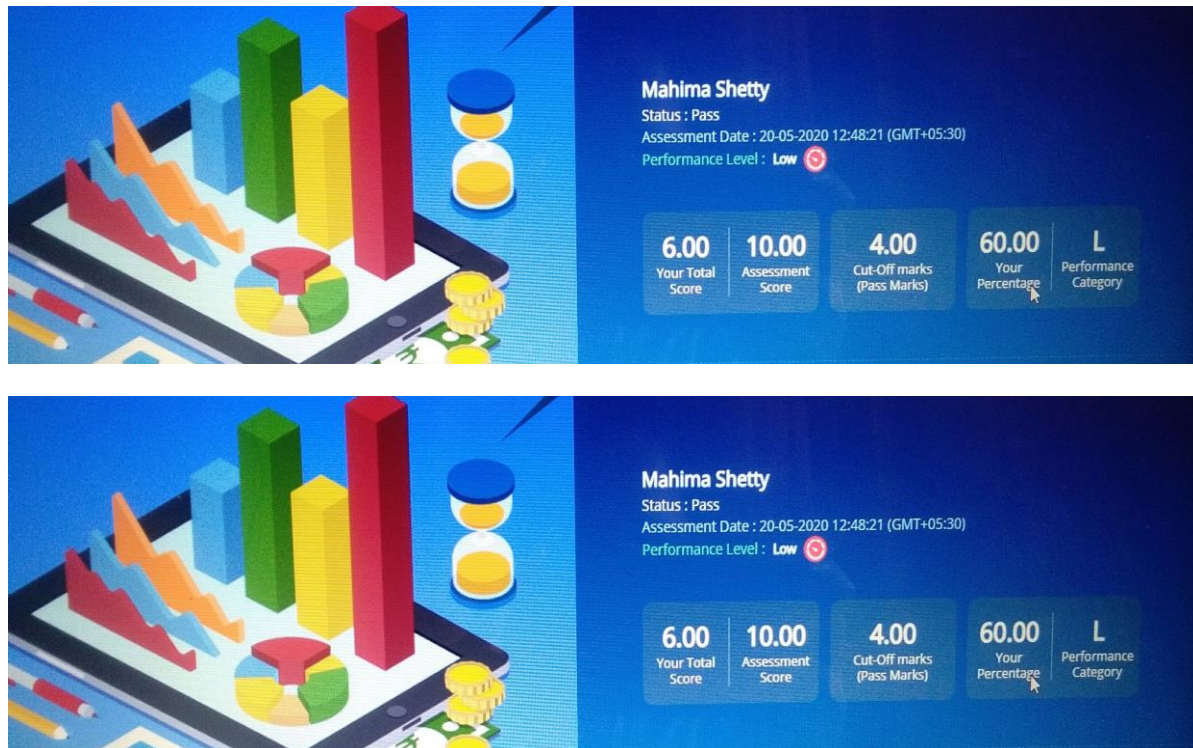 Mahima Shetty
Status : Pass
Assessment Date : 20-05-2020 12:48:21 (GMT+05:30)
Performance Level : Low
6.00 10.00 4.00 60.00 L
Your Total Assessment Cut-Off marks Your Performance
Score Score (Pass Marks) Percentage Category
Mahima Shetty
Status : Pass
Assessment Date : 20-05-2020 12:48:21 (GMT+05:30)
Performance Level : Low
6.00 10.00 4.00 60.00 L
Your Total Assessment Cut-Off marks Your Performance
Score Score (Pass Marks) Percentage Category